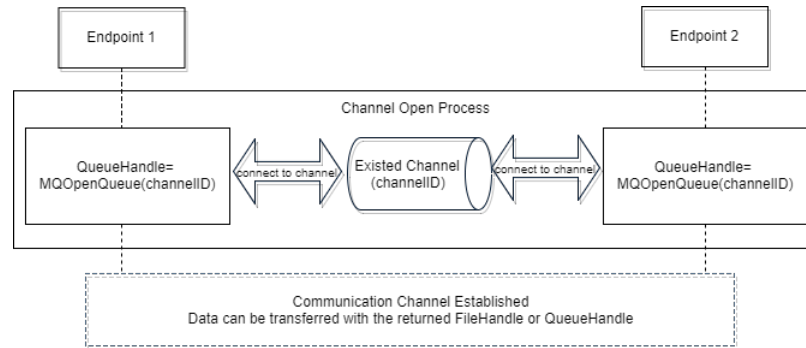 Endpoint 1
Endpoint 2
Channel Open Process
QueueHandle=
MQOpenQueue(channelID)
connect to channel
Existed Channel
(channelID)
connect to channel
QueueHandle=
MQOpenQueue(channelID)
Communication Channel Established
Data can be transferred with the returned FileHandle or QueueHandle